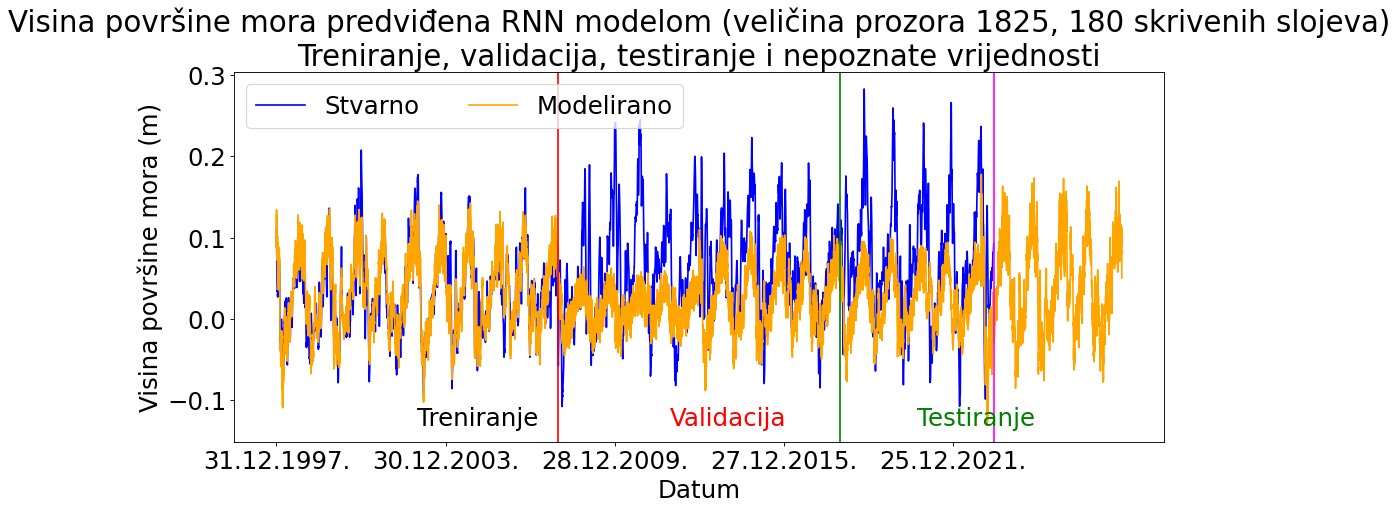 Visina površine mora predviđena RNN modelom (veličina prozora 1825, 180 skrivenih slojeva)
Treniranje, validacija, testiranje i nepoznate vrijednosti
Stvarno Modelirano
Visina površine mora (m)
0.3
0.2
0.1
0.0
−0.1
Treniranje Validacija Testiranje
31.12.1997. 30.12.2003. 28.12.2009. 27.12.2015. 25.12.2021.
Datum